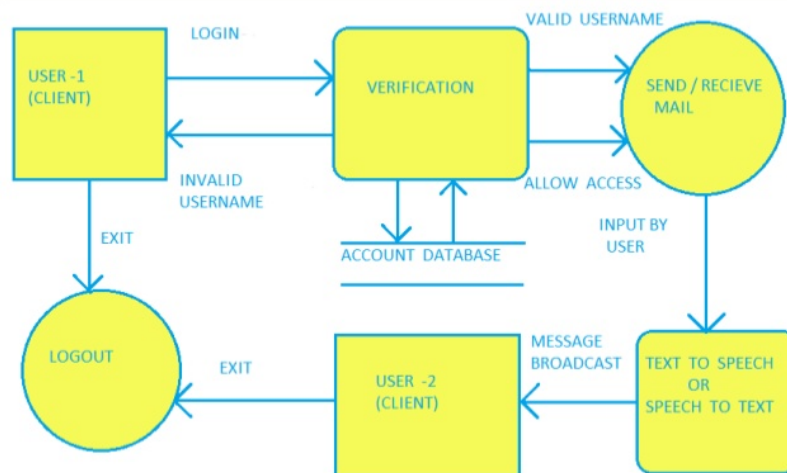 LOGIN
VALID USERNAME
USER -1
(CLIENT)
VERIFICATION
SEND / RECIEVE
MAIL
INVALID
USERNAME
ALLOW ACCESS
EXIT
INPUT BY
USER
ACCOUNT DATABASE
LOGOUT
EXIT
MESSAGE
BROADCAST
USER -2
(CLIENT)
TEXT TO SPEECH
OR
SPEECH TO TEXT